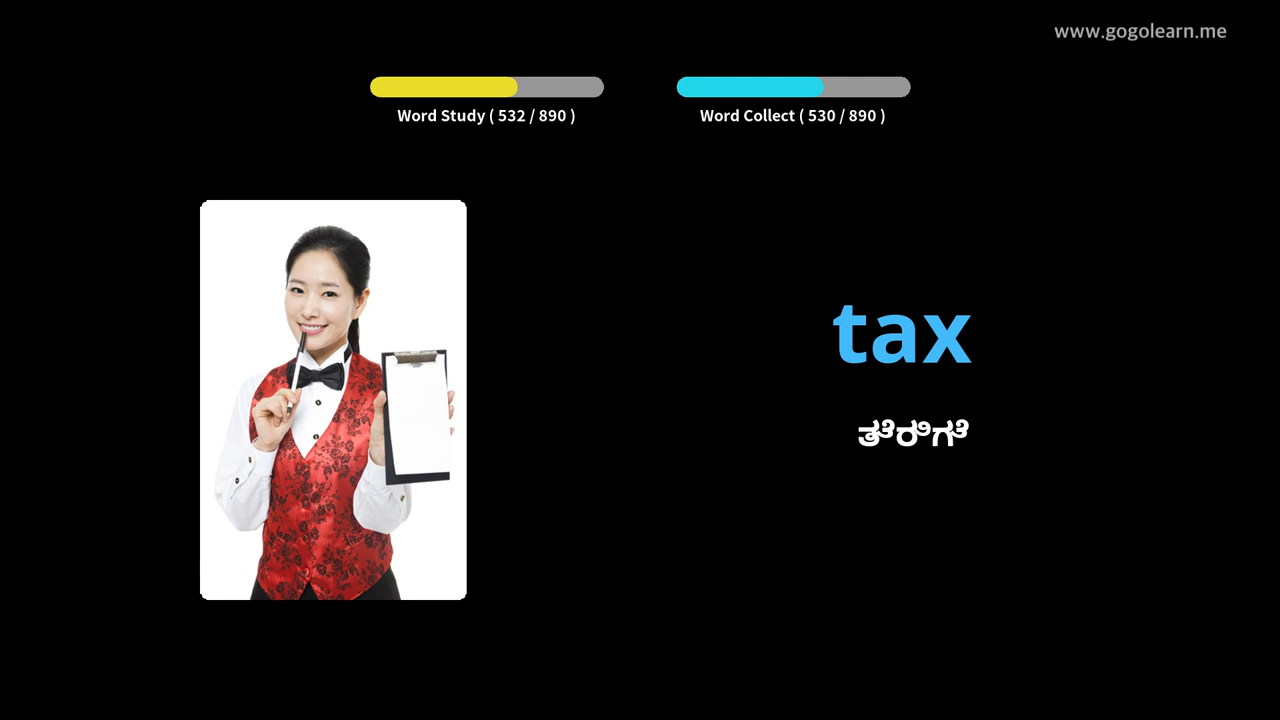 www.gogolearn.me
Word Study ( 532 / 890 )
Word Collect ( 530 / 890 )
tax
ತೆರಿಗೆ